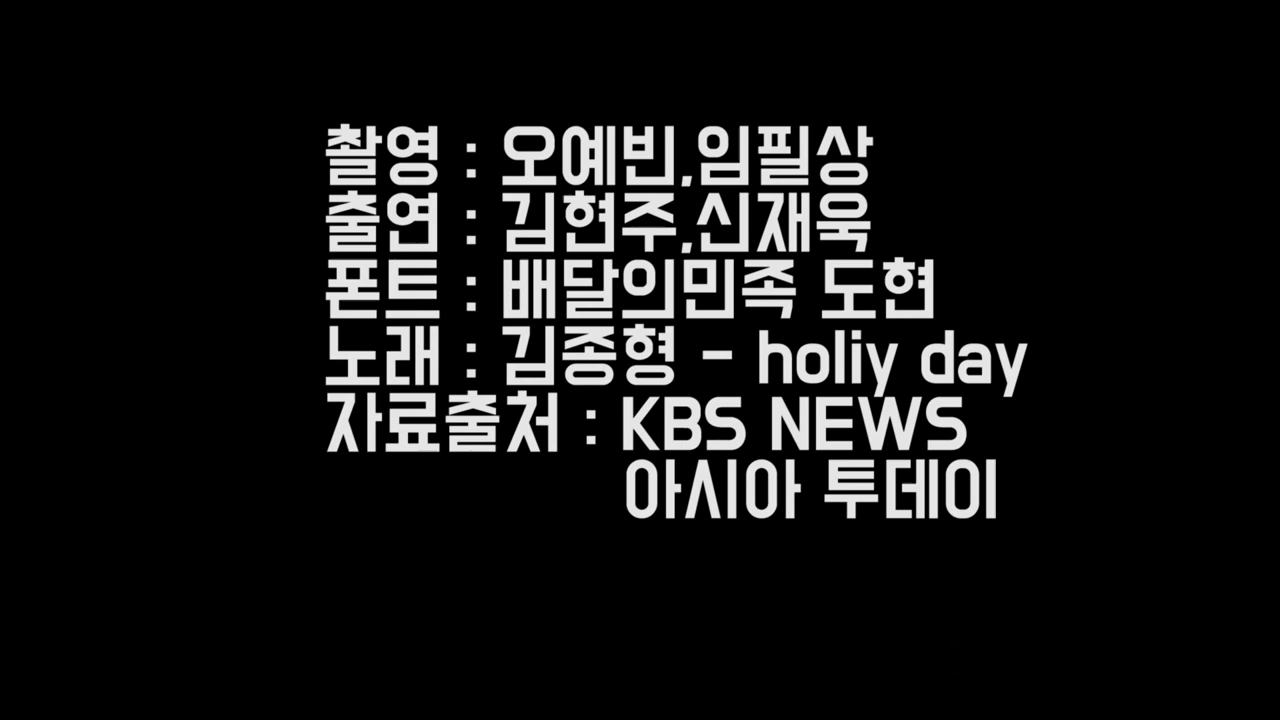 촬영 : 오예빈,임필상
출연 : 김현주,신재욱
폰트 : 배달의민족 도현
노래 : 김종형 - holiy day
자료출처 : KBS NEWS
아시아 투데이